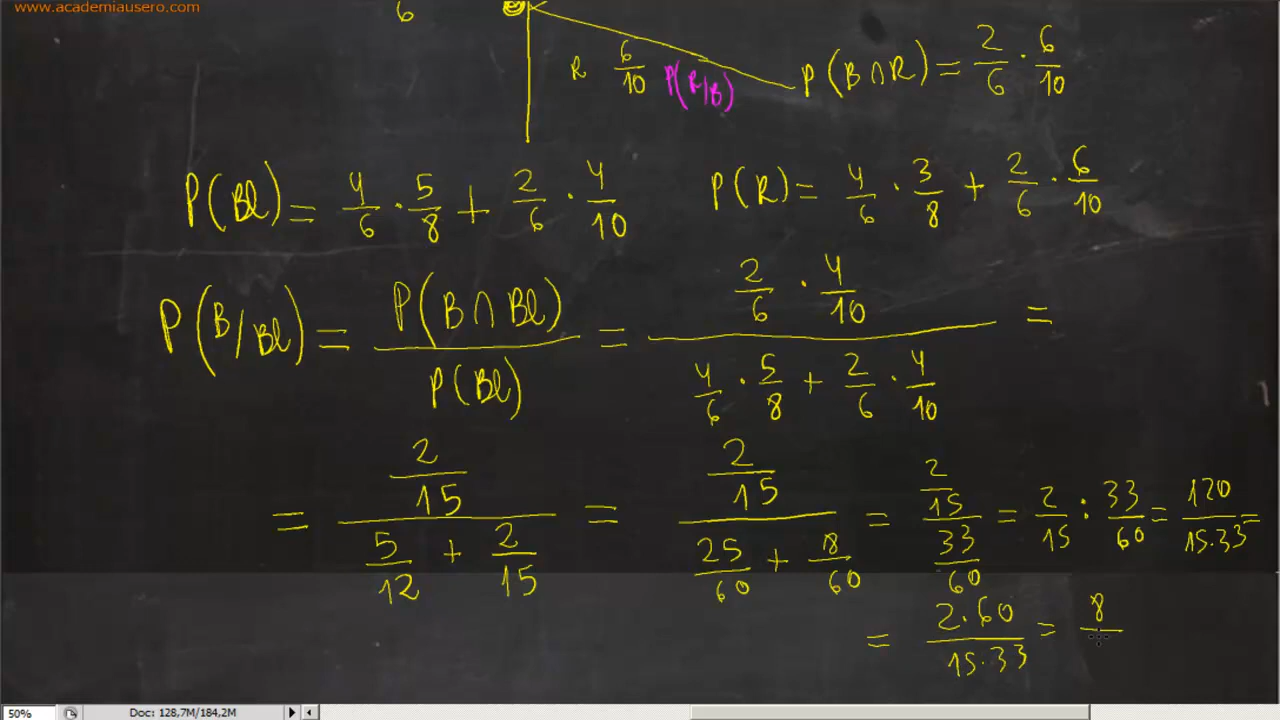 www.academiausero.com
6
R 6/10 P(R/B) P(B∩R) = 2/6 · 6/10
P(Bl) = 4/6 · 5/8 + 2/6 · 4/10 P(R) = 4/6 · 3/8 + 2/6 · 6/10
P(B/Bl) = P(B∩Bl)/P(Bl) = (2/6 · 4/10)/(4/6 · 5/8 + 2/6 · 4/10) =
= (2/15)/(5/12 + 2/15) = (2/15)/(25/60 + 8/60) = (2/15)/(33/60) = 2/15 : 33/60 = 120/15.33 =
= 2.60/15.33 = 8
50% Doc: 128,7M/184,2M